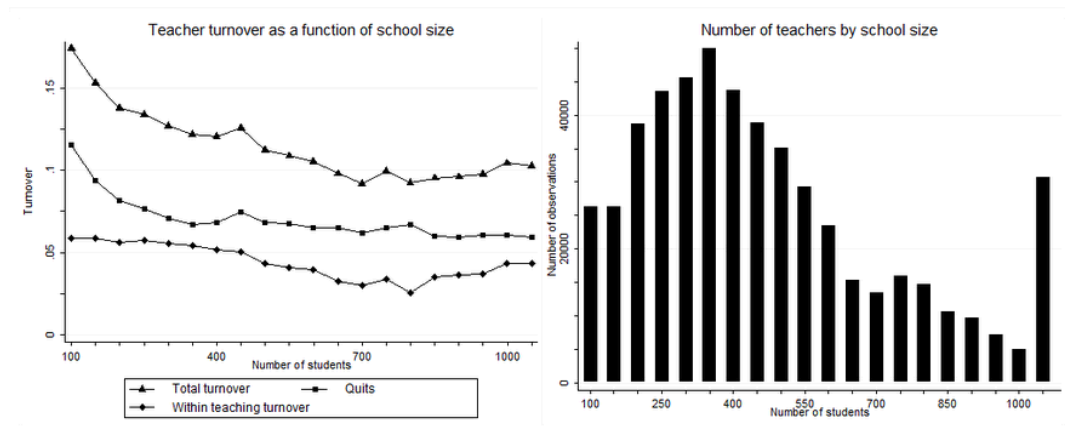 Teacher turnover as a function of school size
Turnover
.15
.1
.05
0
100 400 700 1000
Number of students
Total turnover Quits
Within teaching turnover
Number of teachers by school size
Number of observations
40000
20000
0
100 250 400 550 700 850 1000
Number of students